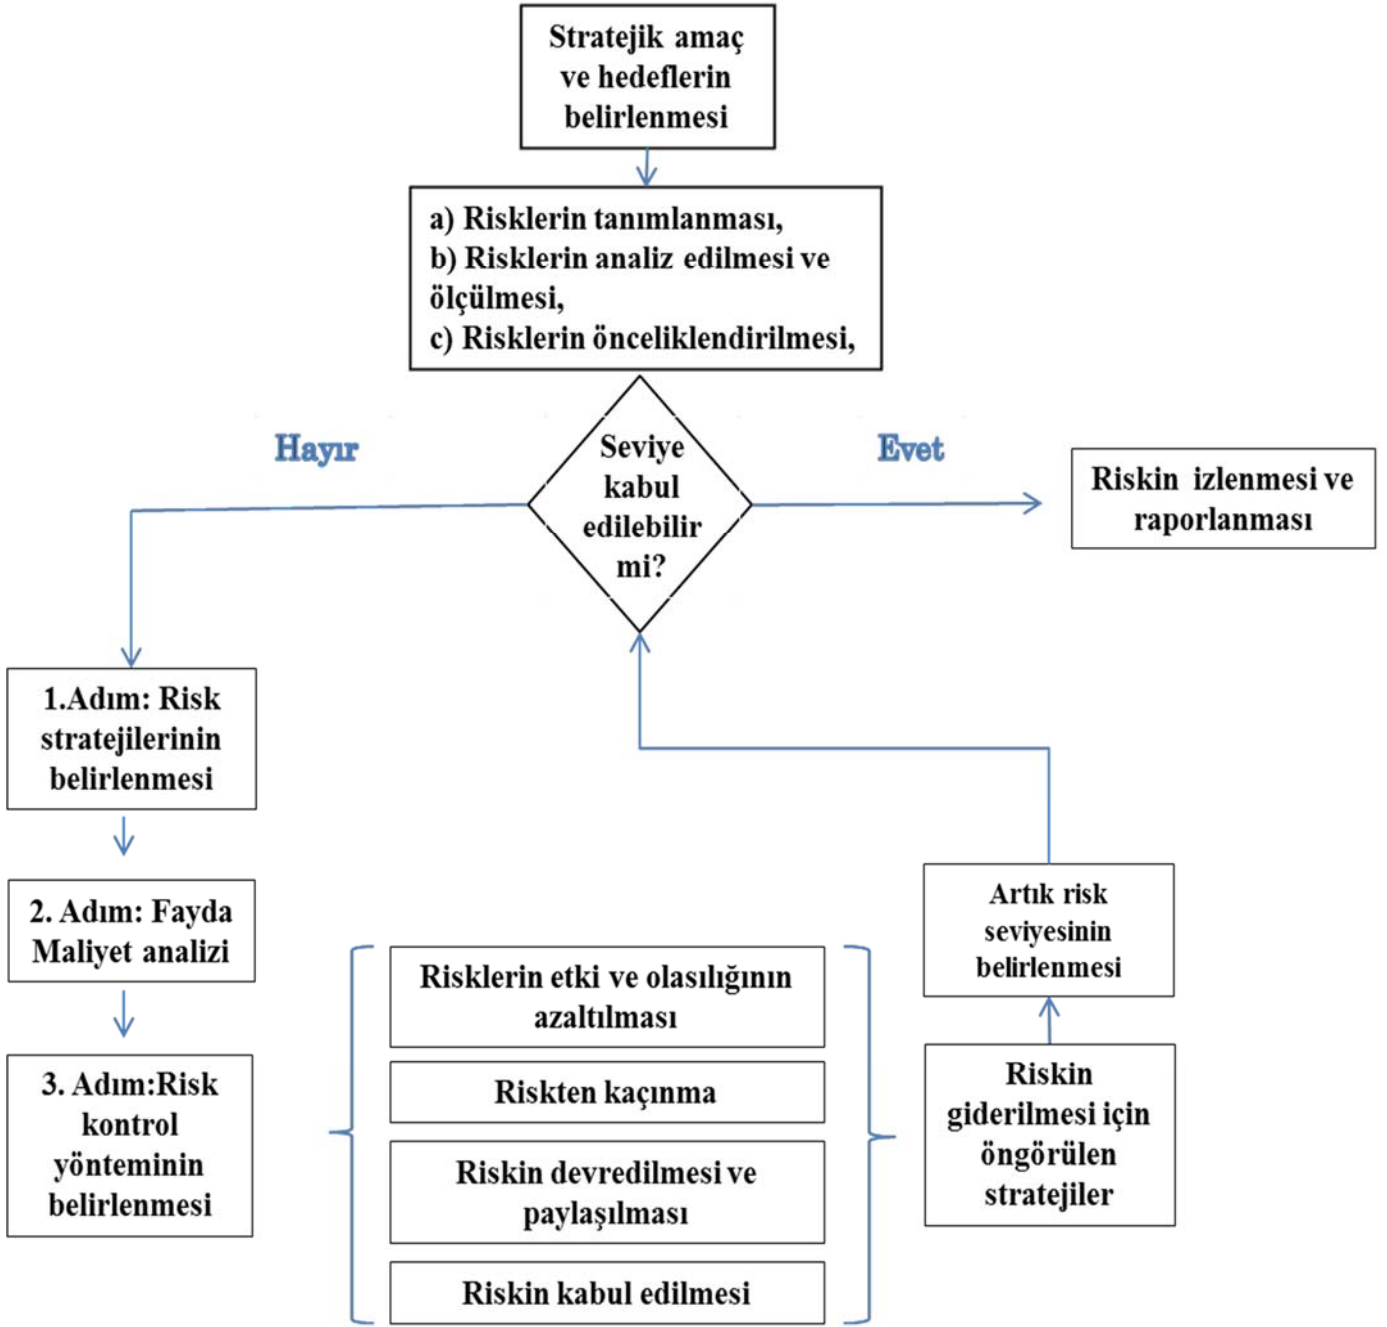 Stratejik amaç
ve hedeflerin
belirlenmesi
a) Risklerin tanımlanması,
b) Risklerin analiz edilmesi ve
ölçülmesi,
c) Risklerin önceliklendirilmesi,
Hayır
Seviye
kabul
edilebilir
mi?
Evet
Riskin izlenmesi ve
raporlanması
1.Adım: Risk
stratejilerinin
belirlenmesi
2. Adım: Fayda
Maliyet analizi
3. Adım:Risk
kontrol
yönteminin
belirlenmesi
Risklerin etki ve olasılığının
azaltılması
Riskten kaçınma
Riskin devredilmesi ve
paylaşılması
Riskin kabul edilmesi
Artık risk
seviyesinin
belirlenmesi
Riskin
giderilmesi için
öngörülen
stratejiler